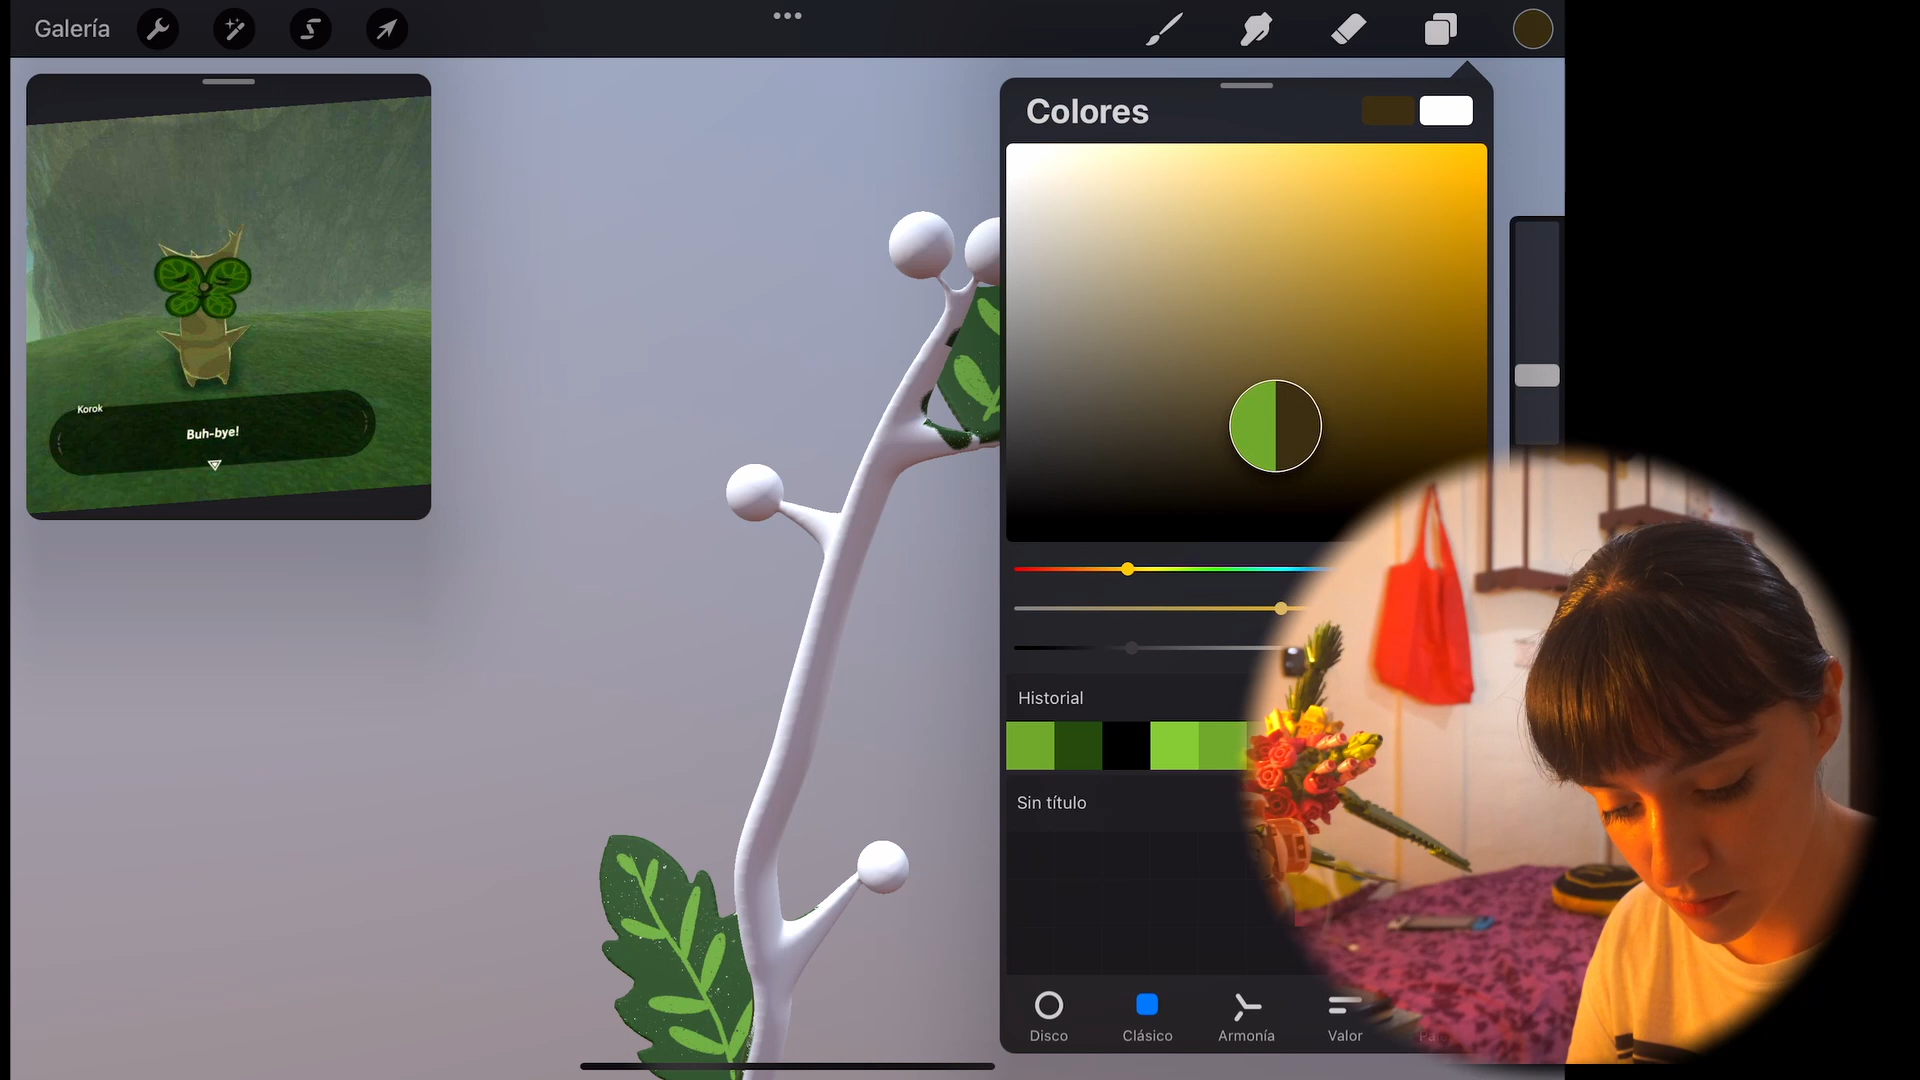 Galería
Colores
Korok
Buh-bye!
Historial
Sin título
Disco
Clásico
Armonía
Valor